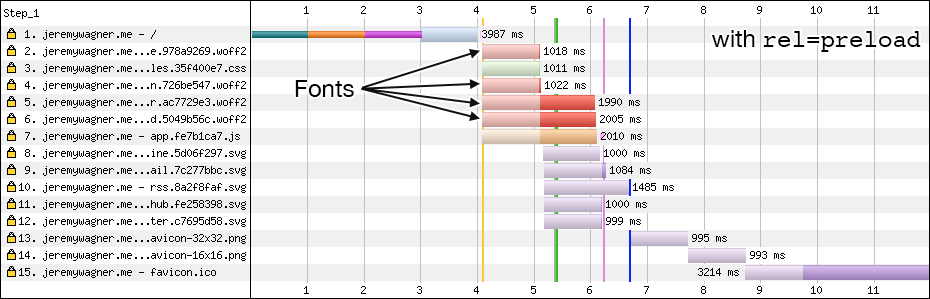 Step_1
1 2 3 4 5 6 7 8 9 10 11
1. jeremywagner.me - / 3987 ms
2. jeremywagner.me...e.978a9269.woff2 1018 ms
3. jeremywagner.me...les.35f400e7.css 1011 ms
4. jeremywagner.me...n.726be547.woff2 1022 ms
5. jeremywagner.me...r.ac7729e3.woff2 1990 ms
6. jeremywagner.me...d.5049b56c.woff2 2005 ms
7. jeremywagner.me - app.fe7b1ca7.js 2010 ms
8. jeremywagner.me...ine.5d06f297.svg 1000 ms
9. jeremywagner.me...ail.7c277bbc.svg 1084 ms
10. jeremywagner.me - rss.8a2f8faf.svg 1485 ms
11. jeremywagner.me...hub.fe258398.svg 1000 ms
12. jeremywagner.me...ter.c7695d58.svg 999 ms
13. jeremywagner.me...avicon-32x32.png 995 ms
14. jeremywagner.me...avicon-16x16.png 993 ms
15. jeremywagner.me - favicon.ico 3214 ms
1 2 3 4 5 6 7 8 9 10 11
with rel=preload
Fonts